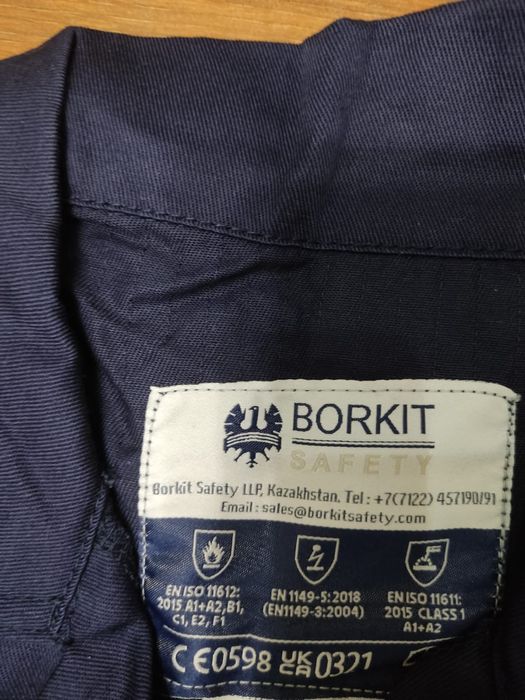 1
BORKIT
SAFETY
Borkit Safety LLP, Kazakhstan. Tel : +7(7122) 457190/91
Email : sales@borkitsafety.com
EN ISO 11612:
2015 A1+A2, B1,
C1, E2, F1
EN 1149-5:2018
(EN1149-3:2004)
EN ISO 11611:
2015 CLASS 1
A1+A2
CE0598 UKCA 0321